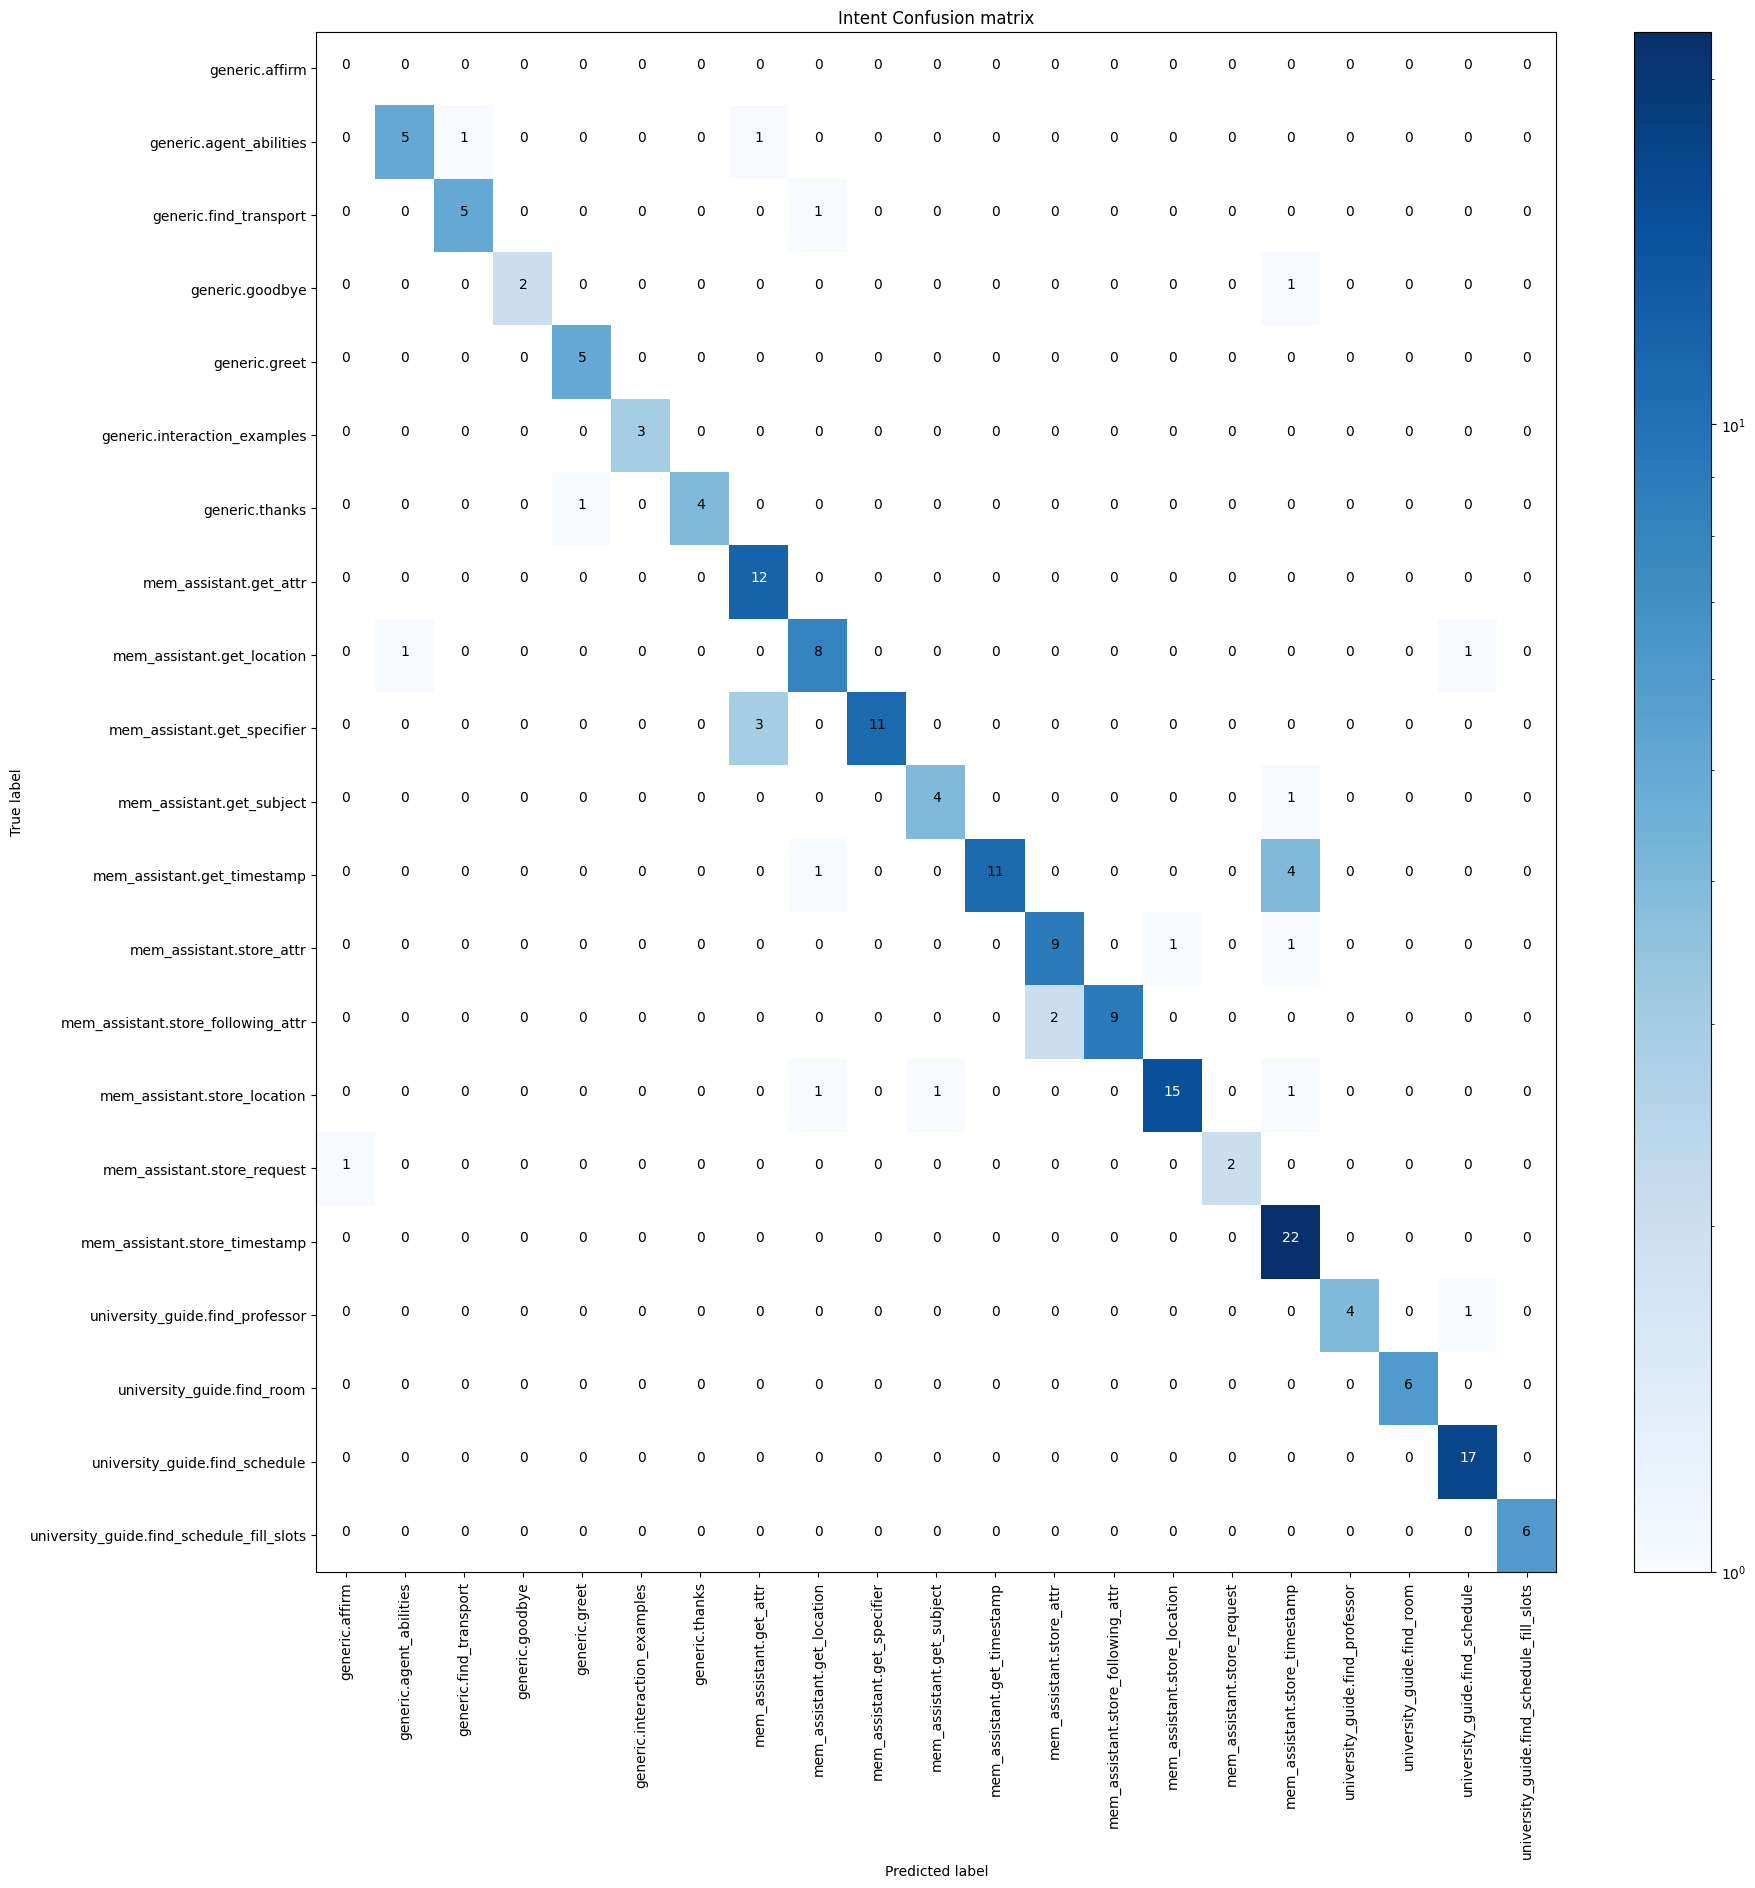 Intent Confusion matrix
generic.affirm 0 0 0 0 0 0 0 0 0 0 0 0 0 0 0 0 0 0 0 0 0
generic.agent_abilities 0 5 1 0 0 0 0 1 0 0 0 0 0 0 0 0 0 0 0 0 0
generic.find_transport 0 0 5 0 0 0 0 0 1 0 0 0 0 0 0 0 0 0 0 0 0
generic.goodbye 0 0 0 2 0 0 0 0 0 0 0 0 0 0 0 0 1 0 0 0 0
generic.greet 0 0 0 0 5 0 0 0 0 0 0 0 0 0 0 0 0 0 0 0 0
generic.interaction_examples 0 0 0 0 0 3 0 0 0 0 0 0 0 0 0 0 0 0 0 0 0
generic.thanks 0 0 0 0 1 0 4 0 0 0 0 0 0 0 0 0 0 0 0 0 0
mem_assistant.get_attr 0 0 0 0 0 0 0 12 0 0 0 0 0 0 0 0 0 0 0 0 0
mem_assistant.get_location 0 1 0 0 0 0 0 0 8 0 0 0 0 0 0 0 0 0 0 1 0
mem_assistant.get_specifier 0 0 0 0 0 0 0 3 0 11 0 0 0 0 0 0 0 0 0 0 0
mem_assistant.get_subject 0 0 0 0 0 0 0 0 0 0 4 0 0 0 0 0 1 0 0 0 0
mem_assistant.get_timestamp 0 0 0 0 0 0 0 0 1 0 0 11 0 0 0 0 4 0 0 0 0
mem_assistant.store_attr 0 0 0 0 0 0 0 0 0 0 0 0 9 0 1 0 1 0 0 0 0
mem_assistant.store_following_attr 0 0 0 0 0 0 0 0 0 0 0 0 2 9 0 0 0 0 0 0 0
mem_assistant.store_location 0 0 0 0 0 0 0 0 1 0 1 0 0 0 15 0 1 0 0 0 0
mem_assistant.store_request 1 0 0 0 0 0 0 0 0 0 0 0 0 0 0 2 0 0 0 0 0
mem_assistant.store_timestamp 0 0 0 0 0 0 0 0 0 0 0 0 0 0 0 0 22 0 0 0 0
university_guide.find_professor 0 0 0 0 0 0 0 0 0 0 0 0 0 0 0 0 0 4 0 1 0
university_guide.find_room 0 0 0 0 0 0 0 0 0 0 0 0 0 0 0 0 0 0 6 0 0
university_guide.find_schedule 0 0 0 0 0 0 0 0 0 0 0 0 0 0 0 0 0 0 0 17 0
university_guide.find_schedule_fill_slots 0 0 0 0 0 0 0 0 0 0 0 0 0 0 0 0 0 0 0 0 6
True label
generic.affirm
generic.agent_abilities
generic.find_transport
generic.goodbye
generic.greet
generic.interaction_examples
generic.thanks
mem_assistant.get_attr
mem_assistant.get_location
mem_assistant.get_specifier
mem_assistant.get_subject
mem_assistant.get_timestamp
mem_assistant.store_attr
mem_assistant.store_following_attr
mem_assistant.store_location
mem_assistant.store_request
mem_assistant.store_timestamp
university_guide.find_professor
university_guide.find_room
university_guide.find_schedule
university_guide.find_schedule_fill_slots
Predicted label
10¹
10⁰